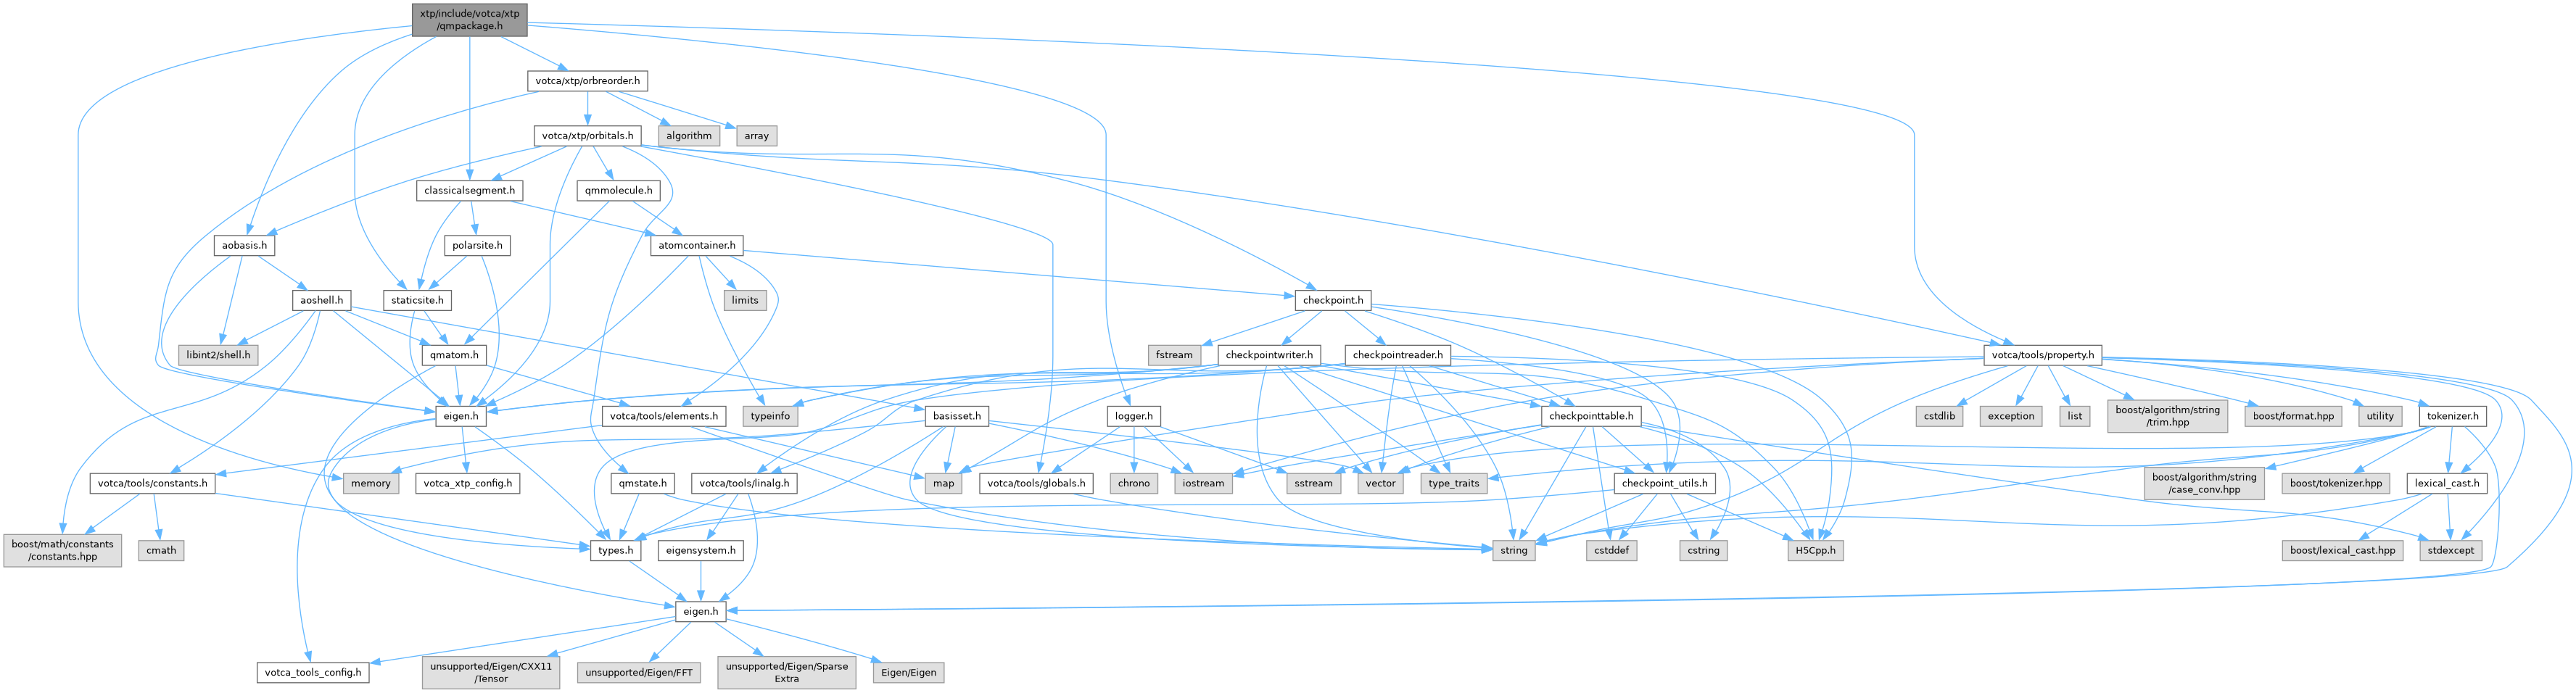 xtp/include/votca/xtp
/qmpackage.h
votca/xtp/orbreorder.h
votca/xtp/orbitals.h
algorithm
array
classicalsegment.h
qmmolecule.h
aobasis.h
polarsite.h
atomcontainer.h
aoshell.h
staticsite.h
limits
checkpoint.h
libint2/shell.h
qmatom.h
fstream
checkpointwriter.h
checkpointreader.h
votca/tools/property.h
eigen.h
votca/tools/elements.h
typeinfo
basisset.h
logger.h
checkpointtable.h
cstdlib
exception
list
boost/algorithm/string
/trim.hpp
boost/format.hpp
utility
tokenizer.h
votca/tools/constants.h
memory
votca_xtp_config.h
qmstate.h
votca/tools/linalg.h
map
votca/tools/globals.h
chrono
iostream
sstream
vector
type_traits
checkpoint_utils.h
boost/algorithm/string
/case_conv.hpp
boost/tokenizer.hpp
lexical_cast.h
boost/math/constants
/constants.hpp
cmath
types.h
eigensystem.h
string
cstddef
cstring
H5Cpp.h
boost/lexical_cast.hpp
stdexcept
eigen.h
votca_tools_config.h
unsupported/Eigen/CXX11
/Tensor
unsupported/Eigen/FFT
unsupported/Eigen/Sparse
Extra
Eigen/Eigen